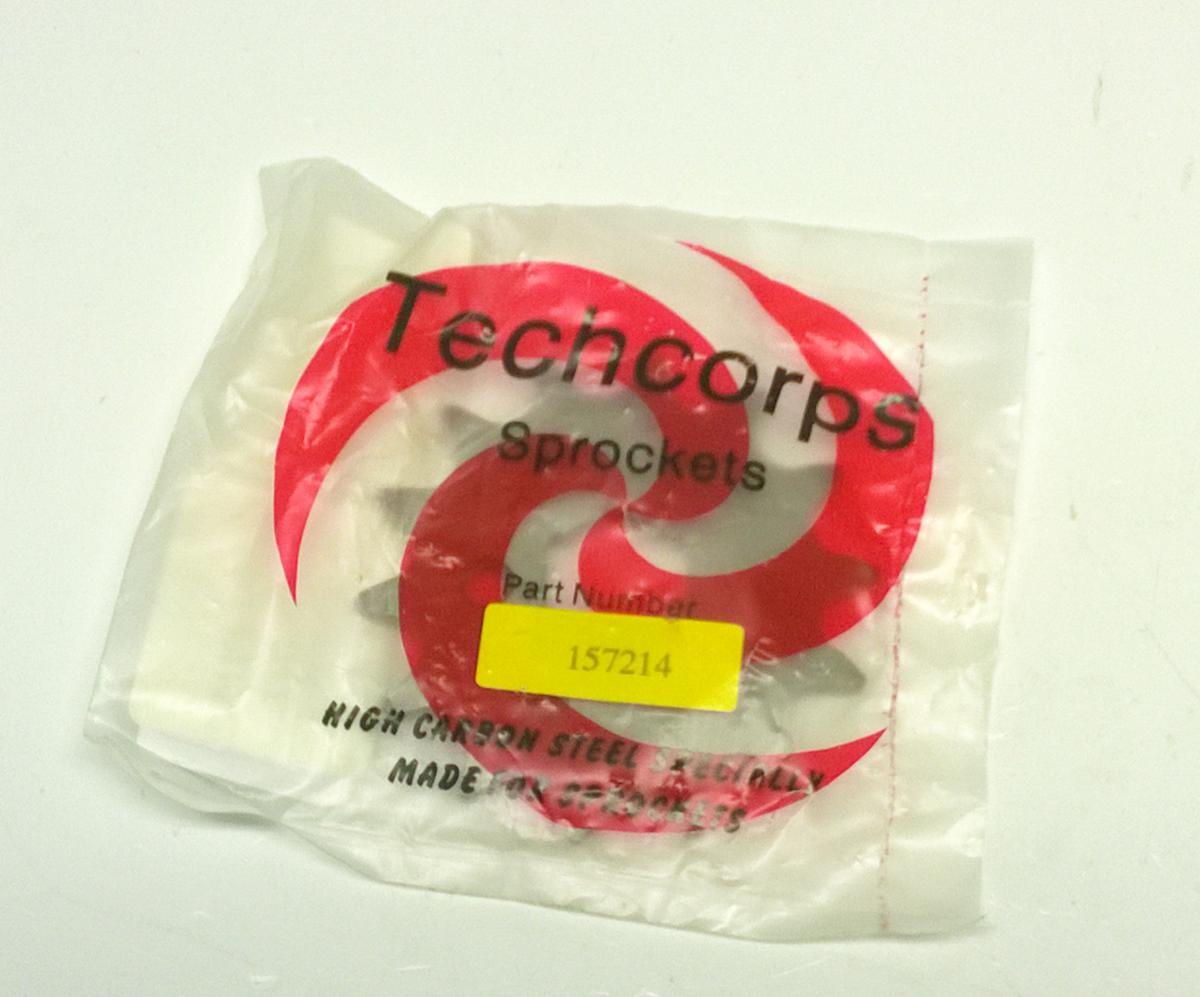 Techcorps
Sprockets
Part Number
157214
HIGH CARBON STEEL SPECIALLY
MADE FOR SPROCKETS